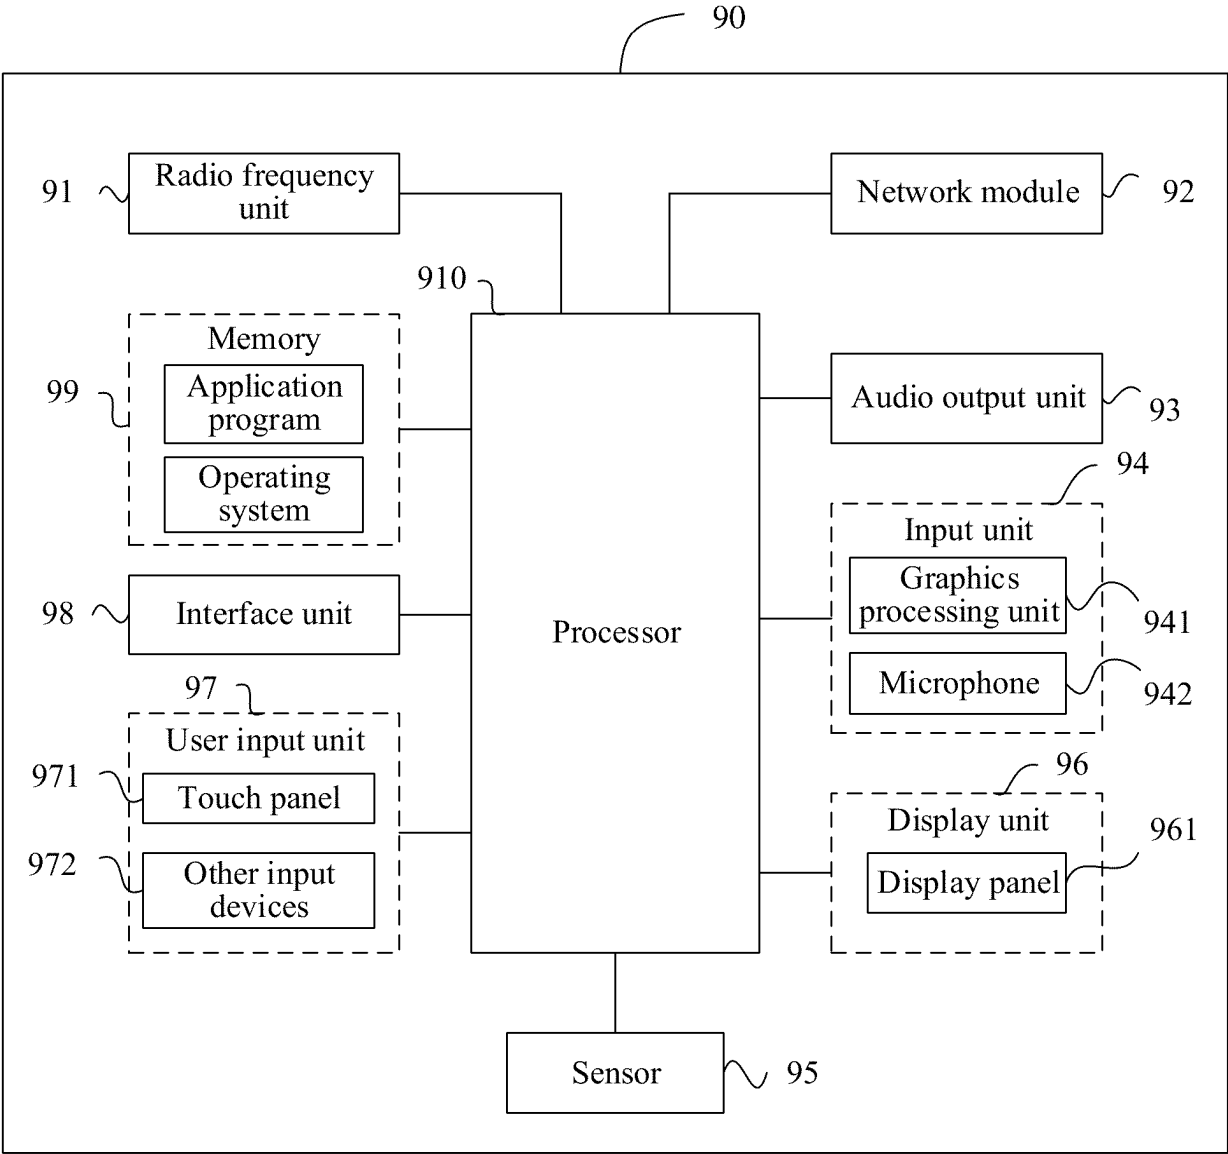 90
91
Radio frequency
unit
Network module
92
910
Memory
99
Application
program
Operating
system
Audio output unit
93
94
Input unit
Graphics
processing unit
941
Microphone
942
98
Interface unit
Processor
97
User input unit
971
Touch panel
972
Other input
devices
96
Display unit
961
Display panel
Sensor
95